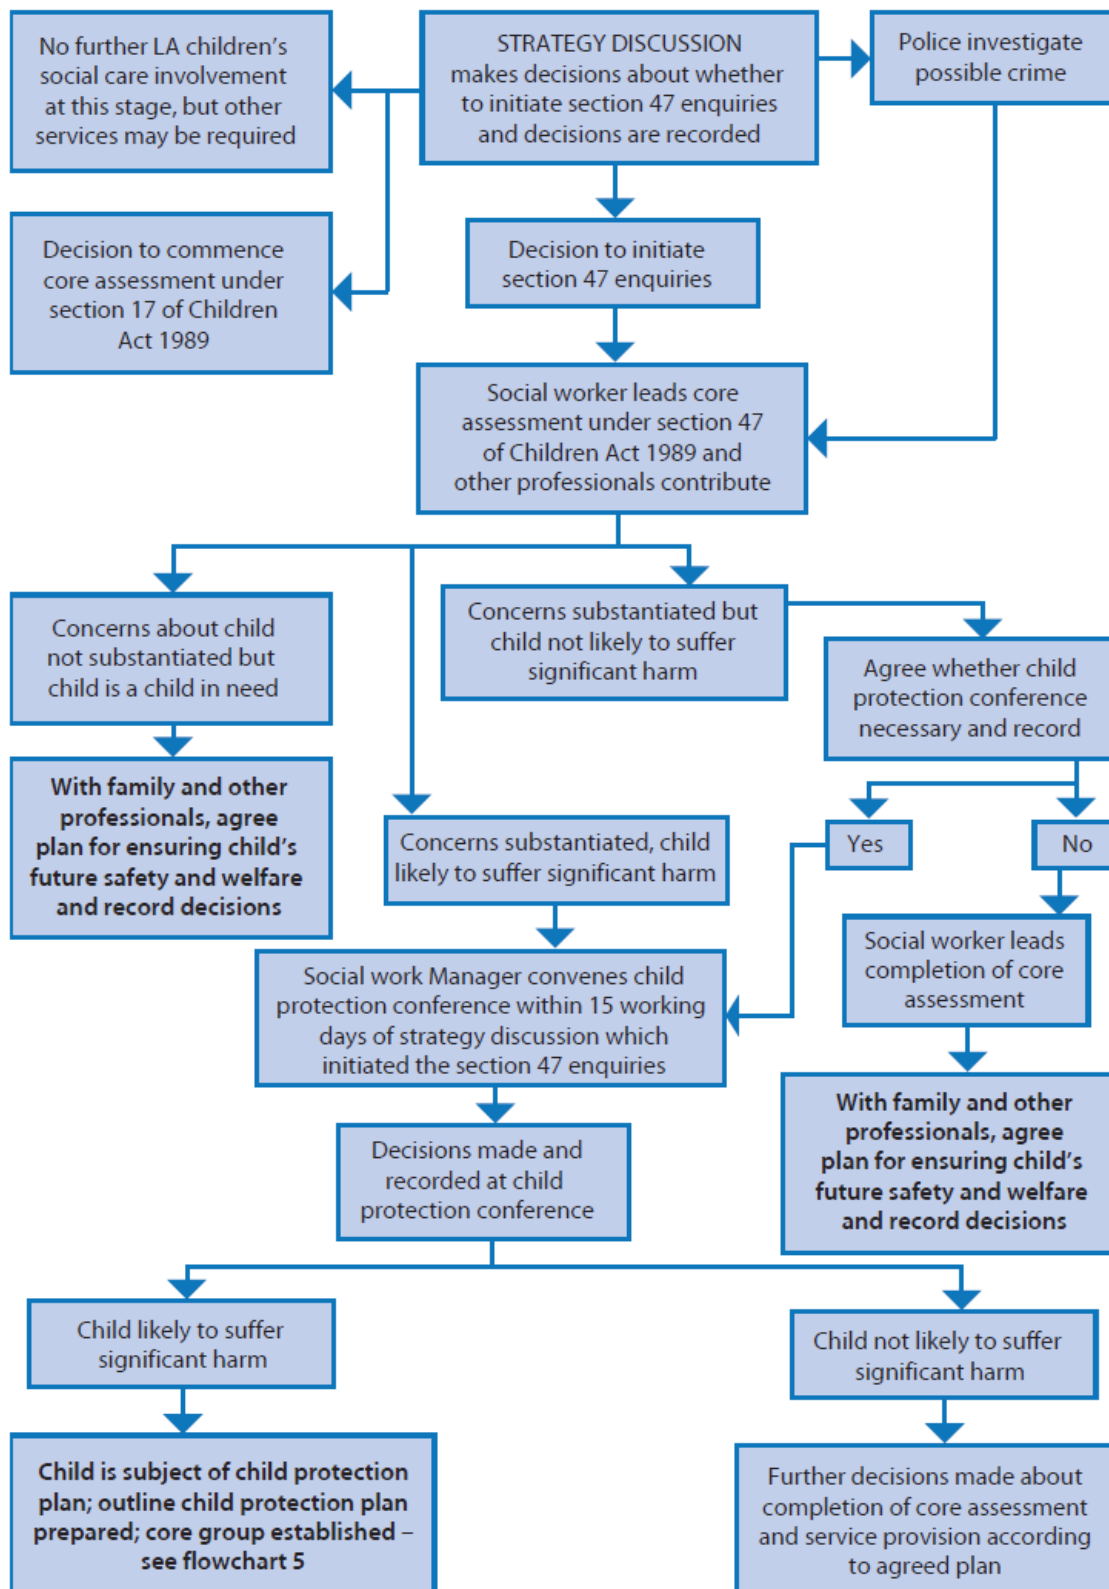 No further LA children’s
social care involvement
at this stage, but other
services may be required
STRATEGY DISCUSSION
makes decisions about whether
to initiate section 47 enquiries
and decisions are recorded
Police investigate
possible crime
Decision to commence
core assessment under
section 17 of Children
Act 1989
Decision to initiate
section 47 enquiries
Social worker leads core
assessment under section 47
of Children Act 1989 and
other professionals contribute
Concerns about child
not substantiated but
child is a child in need
Concerns substantiated but
child not likely to suffer
significant harm
Agree whether child
protection conference
necessary and record
With family and other
professionals, agree
plan for ensuring child’s
future safety and welfare
and record decisions
Concerns substantiated, child
likely to suffer significant harm
Yes
No
Social worker leads
completion of core
assessment
Social work Manager convenes child
protection conference within 15 working
days of strategy discussion which
initiated the section 47 enquiries
With family and other
professionals, agree
plan for ensuring child’s
future safety and welfare
and record decisions
Decisions made and
recorded at child
protection conference
Child likely to suffer
significant harm
Child not likely to suffer
significant harm
Child is subject of child protection
plan; outline child protection plan
prepared; core group established –
see flowchart 5
Further decisions made about
completion of core assessment
and service provision according
to agreed plan